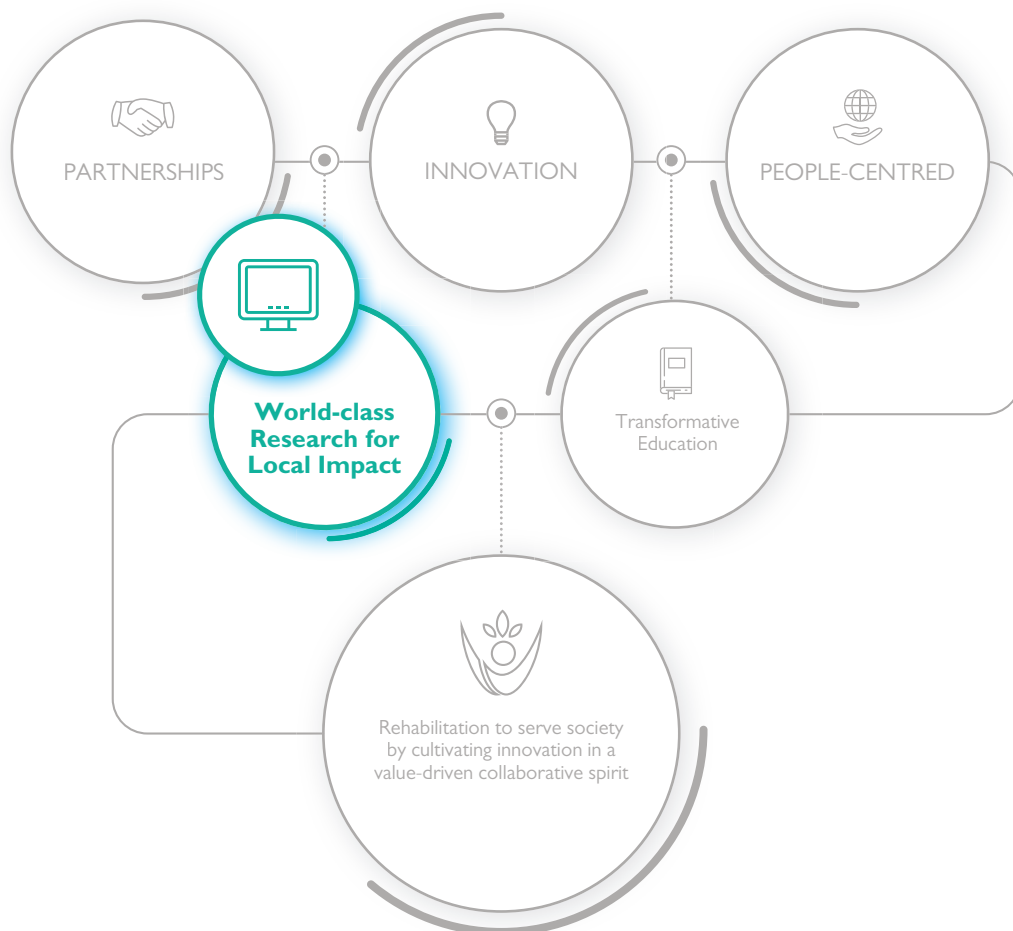 PARTNERSHIPS
INNOVATION
PEOPLE-CENTRED
World-class
Research for
Local Impact
Transformative
Education
Rehabilitation to serve society
by cultivating innovation in a
value-driven collaborative spirit